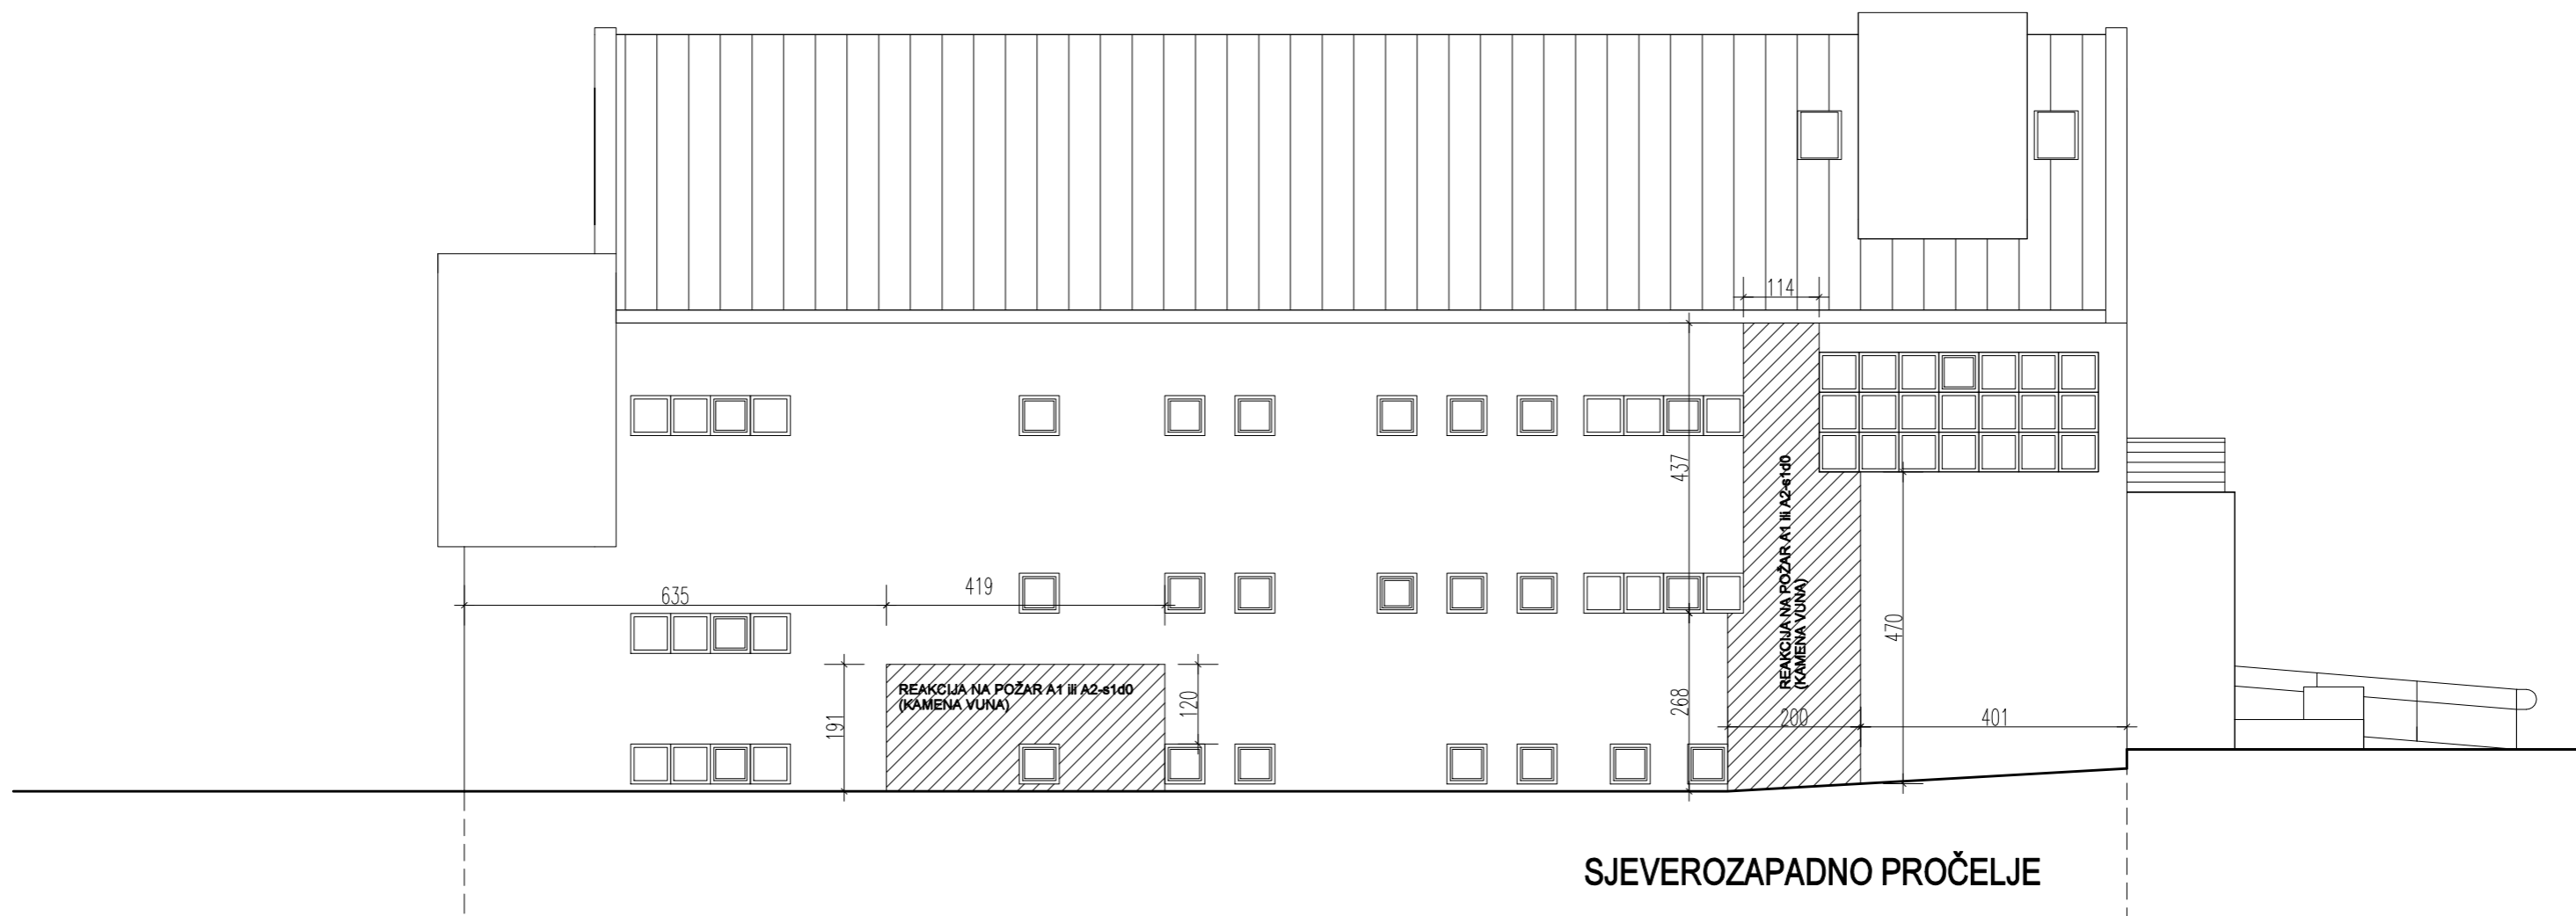 114
437
REAKCIJA NA POŽAR A1 ili A2-s1d0
(KAMENA VUNA)
635
419
470
REAKCIJA NA POŽAR A1 ili A2-s1d0
(KAMENA VUNA)
191
120
268
200
401
SJEVEROZAPADNO PROČELJE